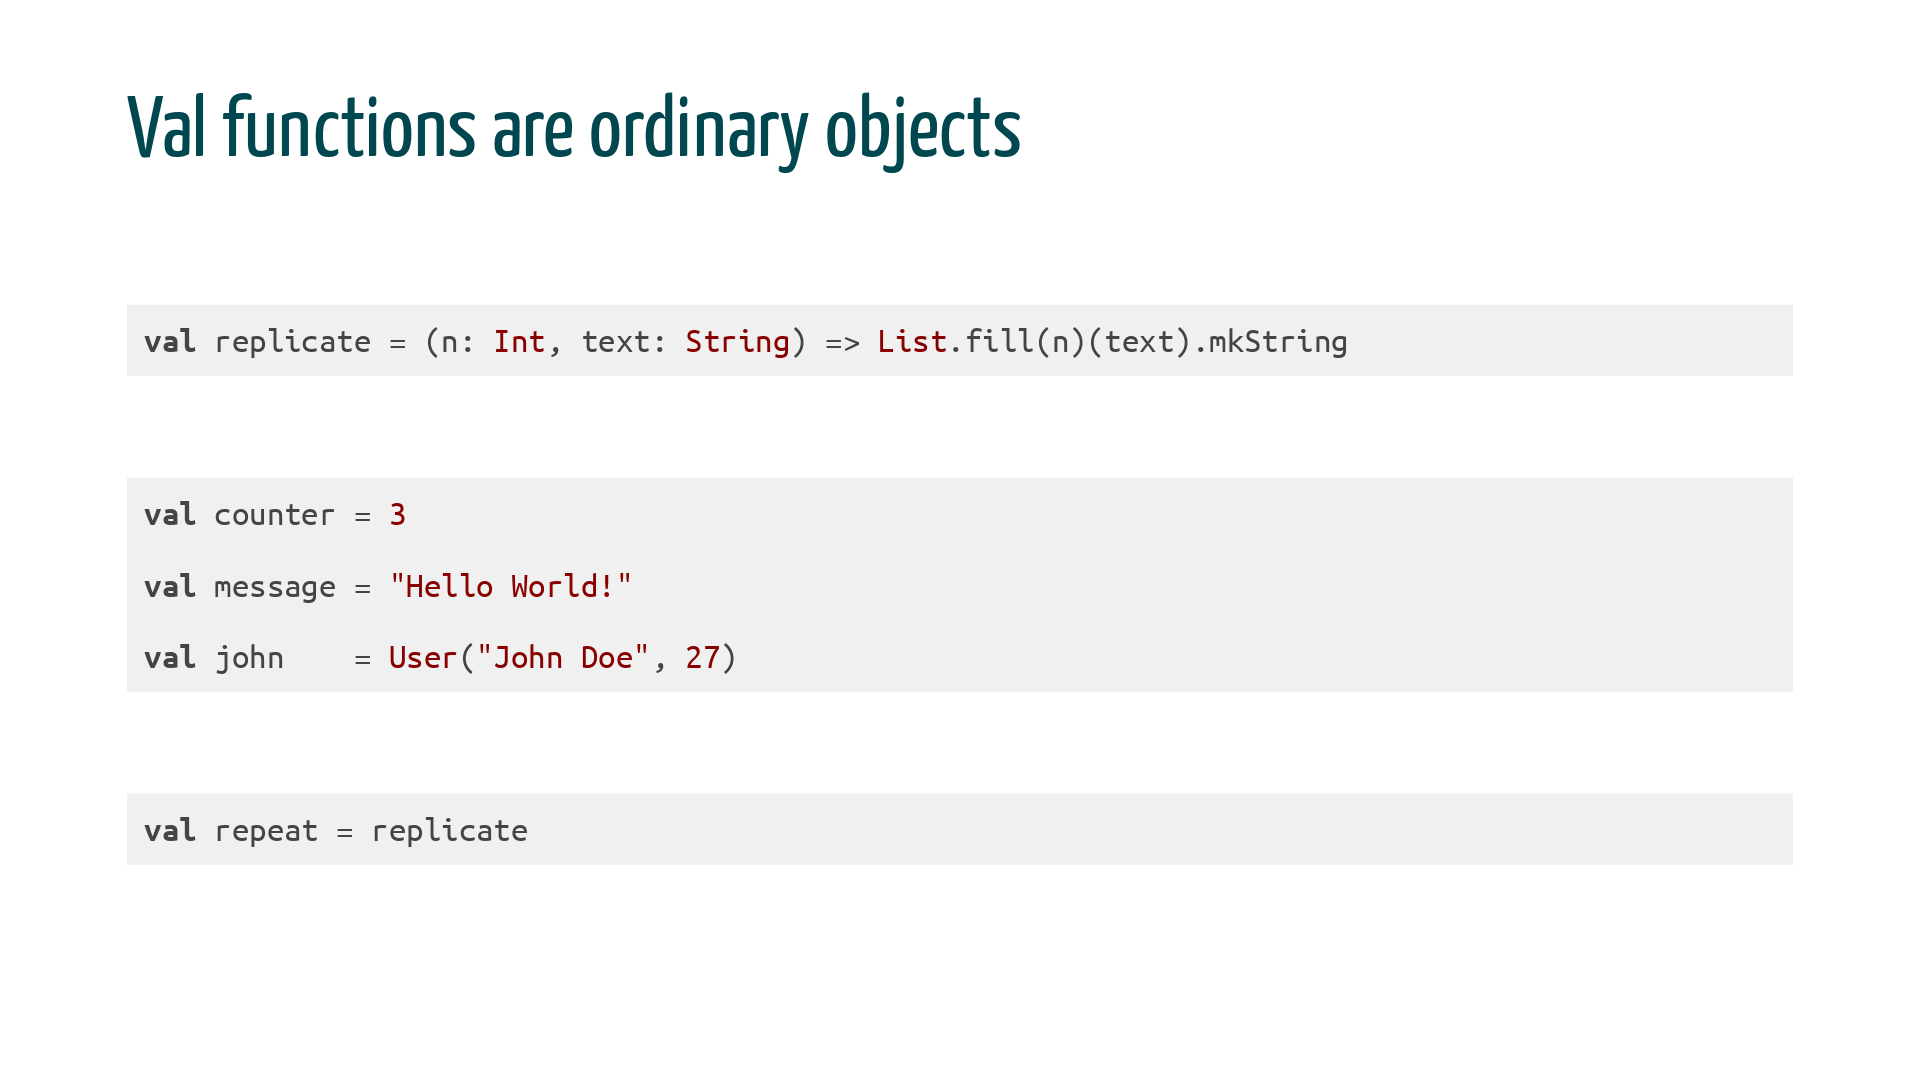 Val functions are ordinary objects
val replicate = (n: Int, text: String) => List.fill(n)(text).mkString
val counter = 3
val message = "Hello World!"
val john    = User("John Doe", 27)
val repeat = replicate